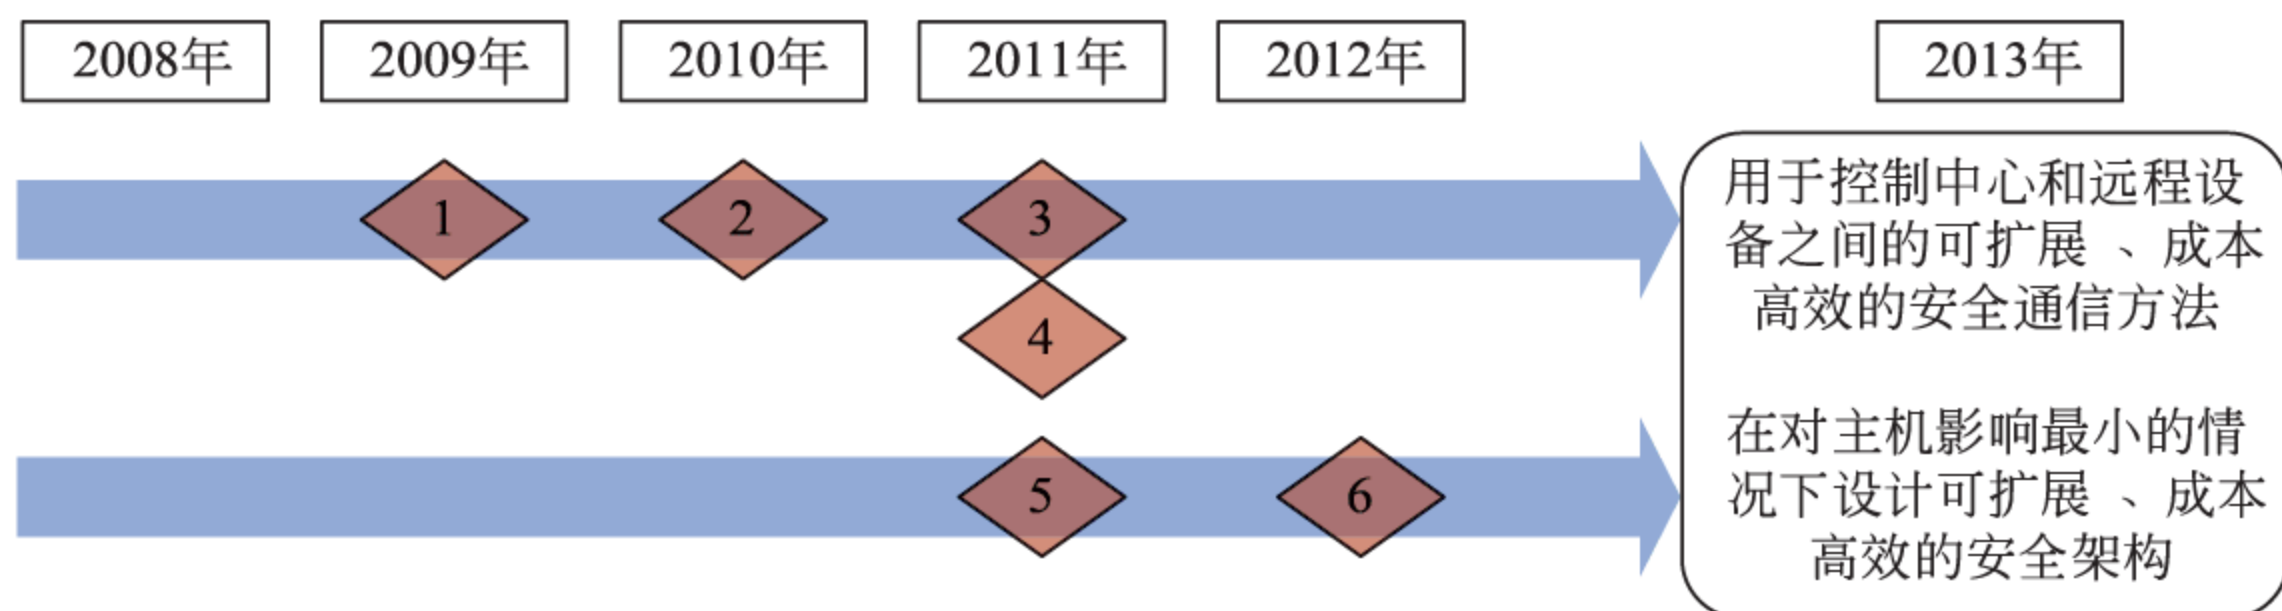 2008年
2009年
2010年
2011年
2012年
2013年
1
2
3
4
5
6
用于控制中心和远程设
备之间的可扩展 、成本
高效的安全通信方法
在对主机影响最小的情
况下设计可扩展 、成本
高效的安全架构